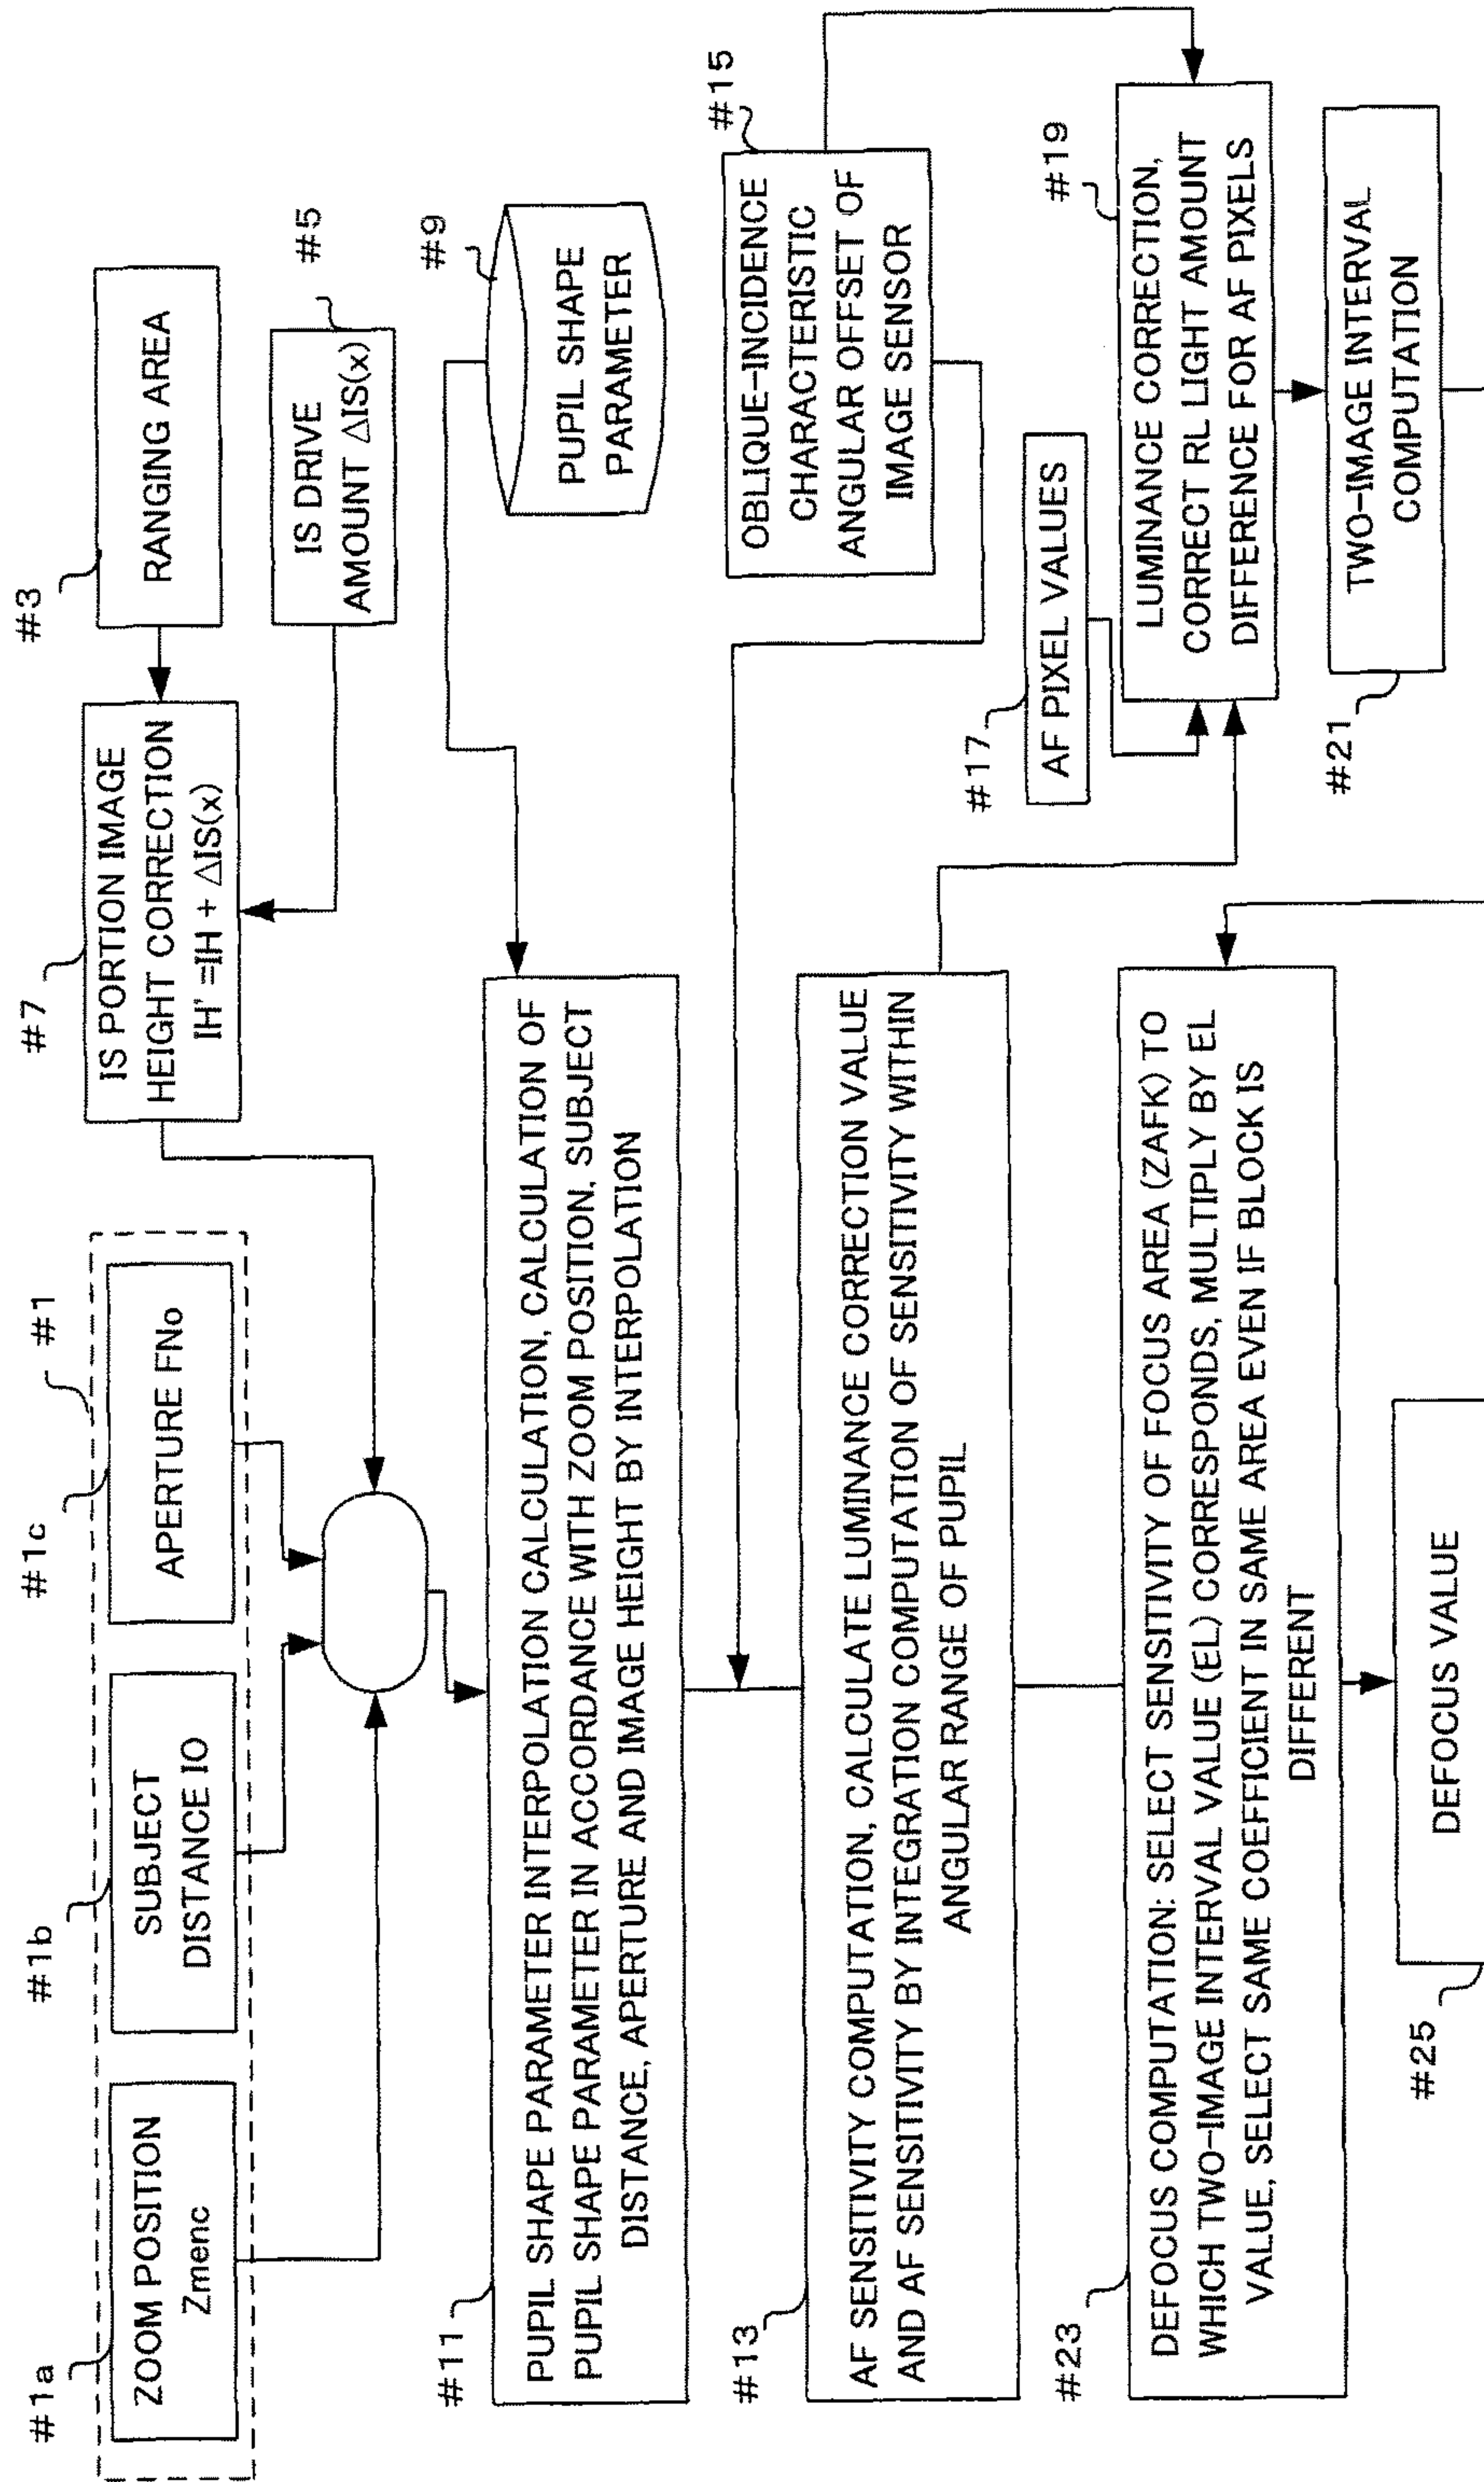 #1
#1a
ZOOM POSITION
Zmenc
#1b
SUBJECT
DISTANCE IO
#1c
APERTURE FNo
#7
IS PORTION IMAGE
HEIGHT CORRECTION
IH' =IH + ΔIS(x)
#3
RANGING AREA
#5
IS DRIVE
AMOUNT ΔIS(x)
#9
PUPIL SHAPE
PARAMETER
#11
PUPIL SHAPE PARAMETER INTERPOLATION CALCULATION, CALCULATION OF
PUPIL SHAPE PARAMETER IN ACCORDANCE WITH ZOOM POSITION, SUBJECT
DISTANCE, APERTURE AND IMAGE HEIGHT BY INTERPOLATION
#15
OBLIQUE-INCIDENCE
CHARACTERISTIC
ANGULAR OFFSET OF
IMAGE SENSOR
#13
AF SENSITIVITY COMPUTATION, CALCULATE LUMINANCE CORRECTION VALUE
AND AF SENSITIVITY BY INTEGRATION COMPUTATION OF SENSITIVITY WITHIN
ANGULAR RANGE OF PUPIL
#17
AF PIXEL VALUES
#19
LUMINANCE CORRECTION,
CORRECT RL LIGHT AMOUNT
DIFFERENCE FOR AF PIXELS
#21
TWO-IMAGE INTERVAL
COMPUTATION
#23
DEFOCUS COMPUTATION: SELECT SENSITIVITY OF FOCUS AREA (ZAFK) TO
WHICH TWO-IMAGE INTERVAL VALUE (EL) CORRESPONDS, MULTIPLY BY EL
VALUE, SELECT SAME COEFFICIENT IN SAME AREA EVEN IF BLOCK IS
DIFFERENT
#25
DEFOCUS VALUE